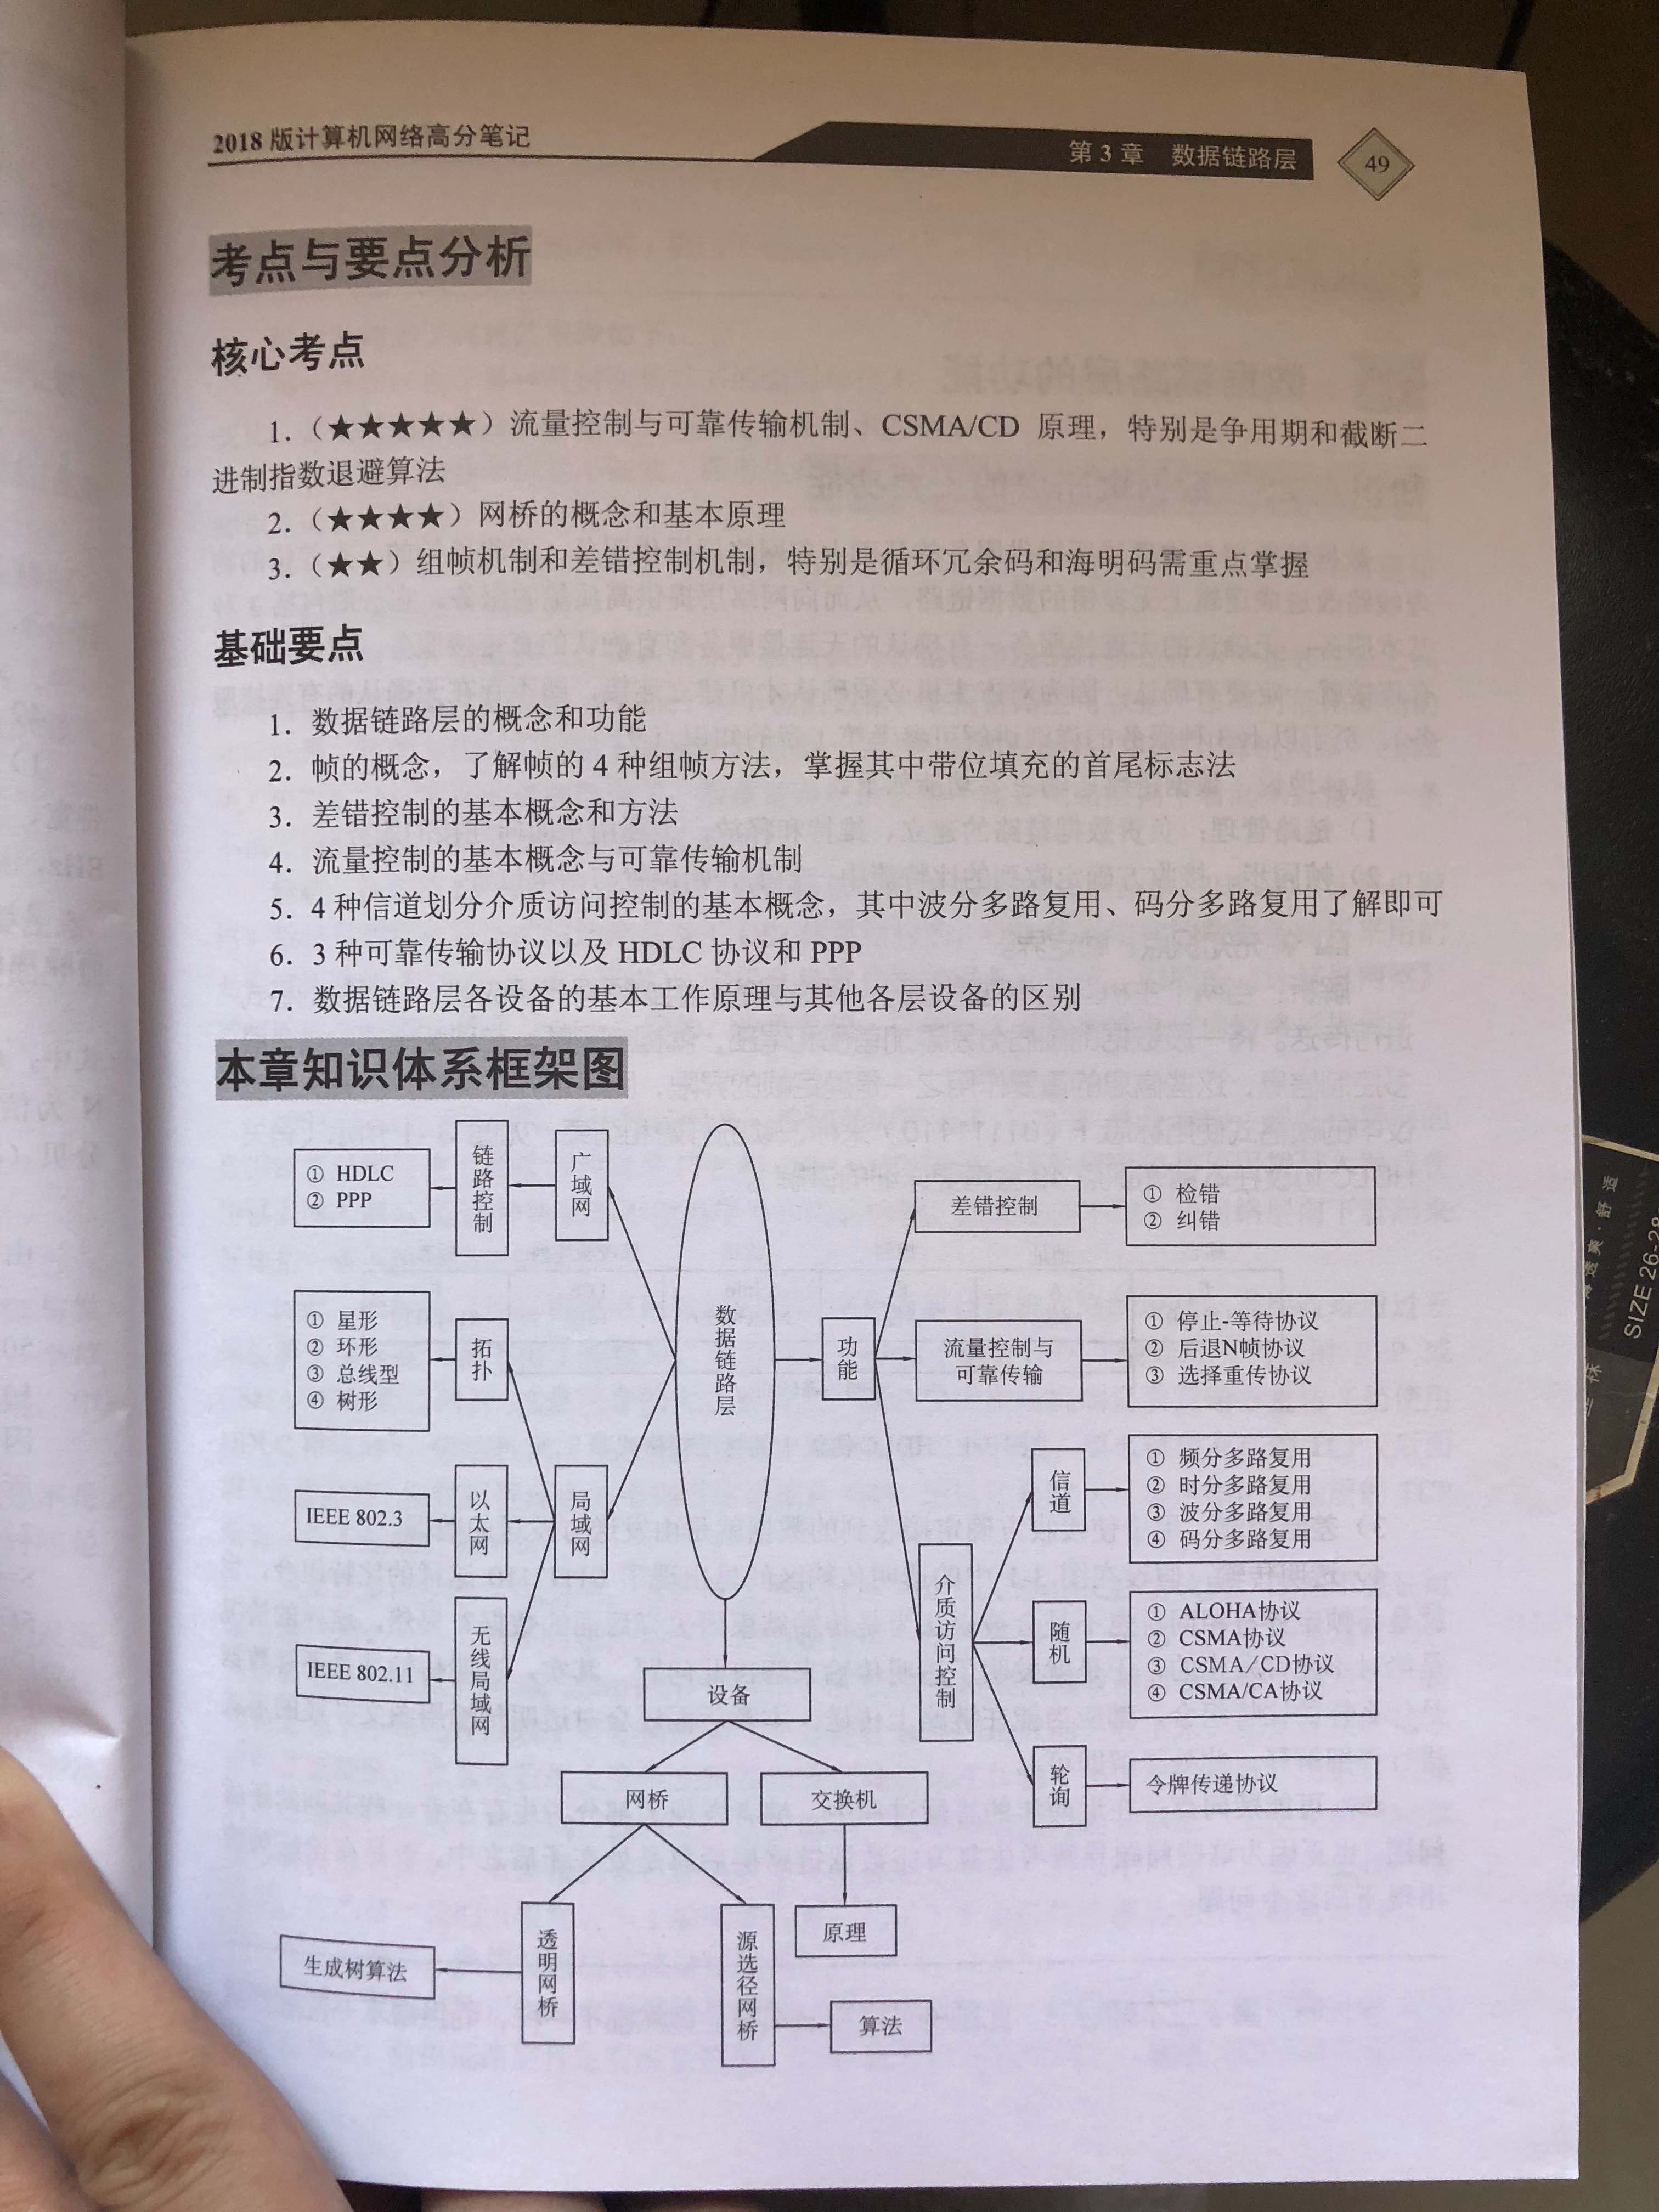 2018 版计算机网络高分笔记
第 3 章 数据链路层
49
考点与要点分析
核心考点
1.（★★★★★）流量控制与可靠传输机制、CSMA/CD 原理，特别是争用期和截断二
进制指数退避算法
2.（★★★★）网桥的概念和基本原理
3.（★★）组帧机制和差错控制机制，特别是循环冗余码和海明码需重点掌握
基础要点
1. 数据链路层的概念和功能
2. 帧的概念，了解帧的 4 种组帧方法，掌握其中带位填充的首尾标志法
3. 差错控制的基本概念和方法
4. 流量控制的基本概念与可靠传输机制
5. 4 种信道划分介质访问控制的基本概念，其中波分多路复用、码分多路复用了解即可
6. 3 种可靠传输协议以及 HDLC 协议和 PPP
7. 数据链路层各设备的基本工作原理与其他各层设备的区别
本章知识体系框架图
① HDLC
② PPP
链路控制
广域网
① 星形
② 环形
③ 总线型
④ 树形
拓扑
IEEE 802.3
以太网
局域网
IEEE 802.11
无线局域网
数据链路层
功能
差错控制
① 检错
② 纠错
流量控制与
可靠传输
① 停止-等待协议
② 后退N帧协议
③ 选择重传协议
介质访问控制
信道
① 频分多路复用
② 时分多路复用
③ 波分多路复用
④ 码分多路复用
随机
① ALOHA协议
② CSMA协议
③ CSMA/CD协议
④ CSMA/CA协议
轮询
令牌传递协议
设备
网桥
交换机
透明网桥
源选径网桥
原理
生成树算法
算法
SIZE 26-28